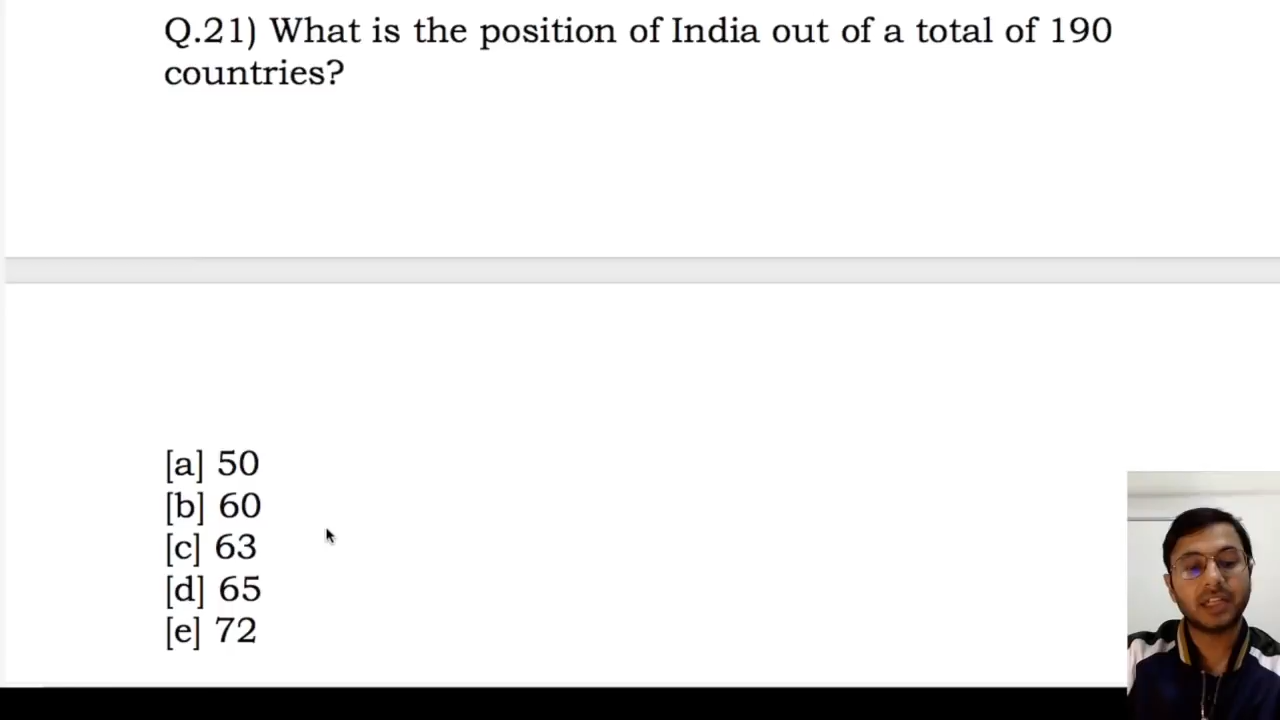 Q.21) What is the position of India out of a total of 190
countries?
[a] 50
[b] 60
[c] 63
[d] 65
[e] 72